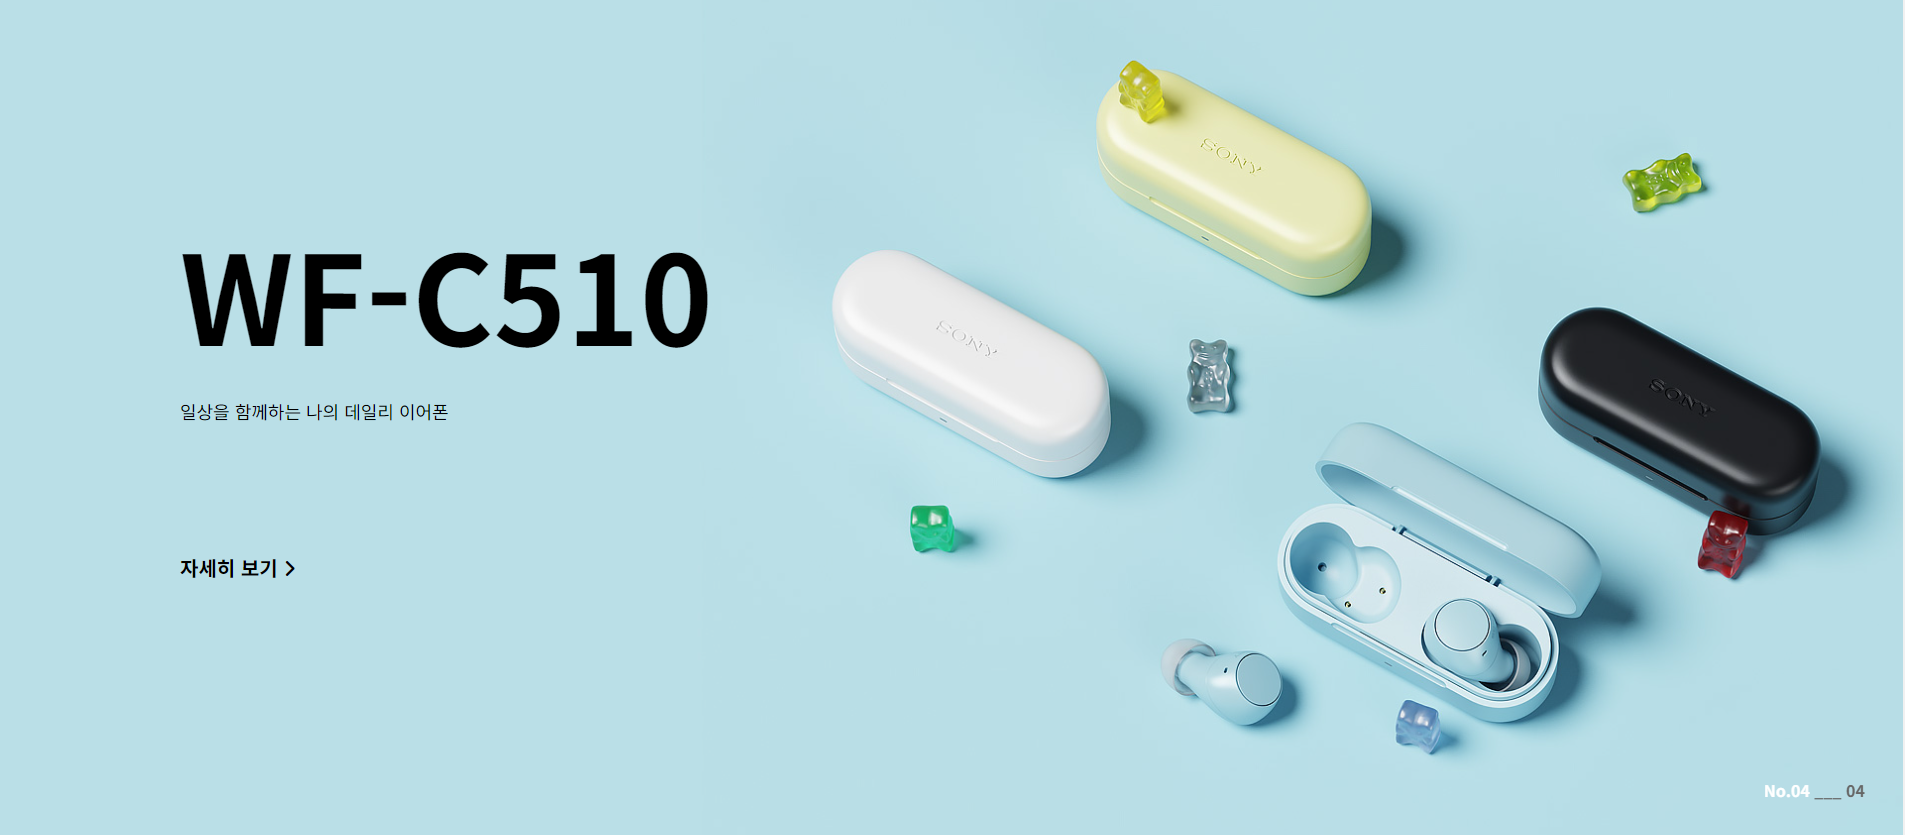 WF-C510
일상을 함께하는 나의 데일리 이어폰
자세히 보기 >
SONY
SONY
SONY
No.04 ___ 04